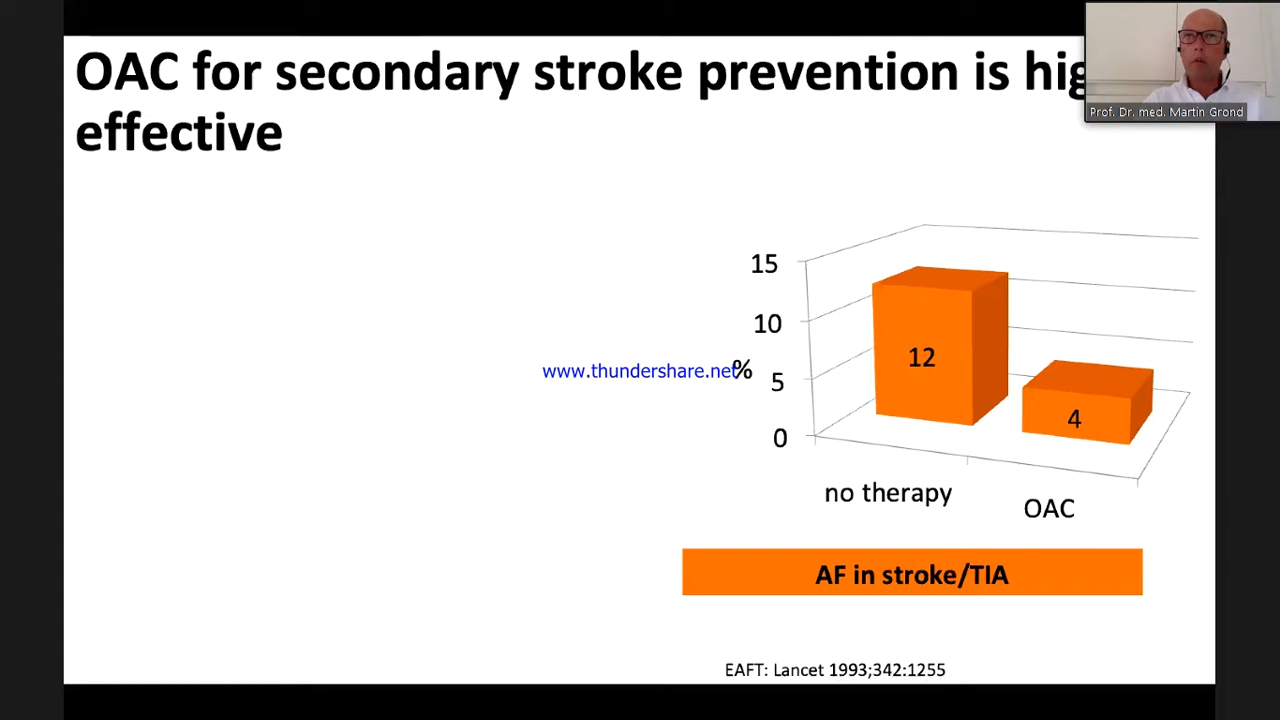 OAC for secondary stroke prevention is hig
effective
Prof. Dr. med. Martin Grond
15
10
5
0
%
www.thundershare.net
12
4
no therapy
OAC
AF in stroke/TIA
EAFT: Lancet 1993;342:1255